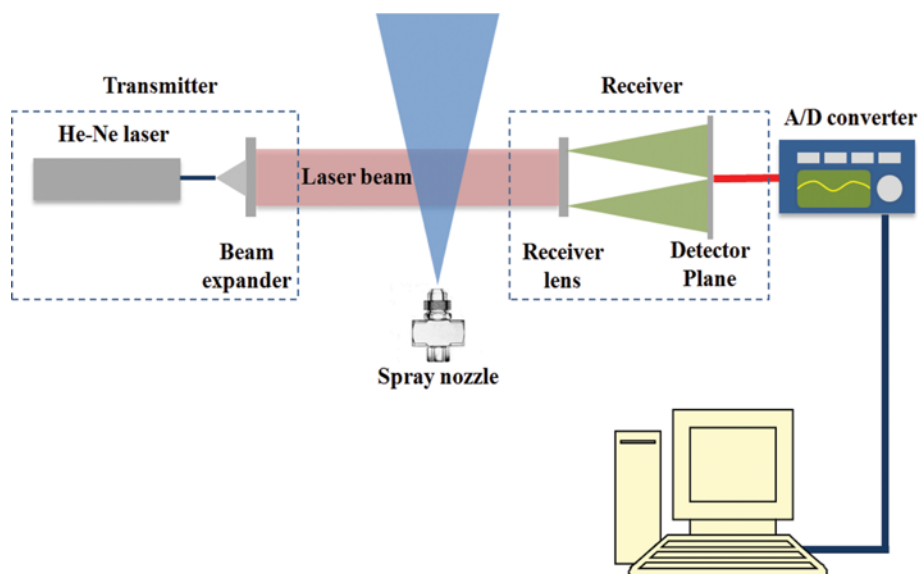 Transmitter
He-Ne laser
Laser beam
Beam
expander
Spray nozzle
Receiver
Receiver
lens
Detector
Plane
A/D converter